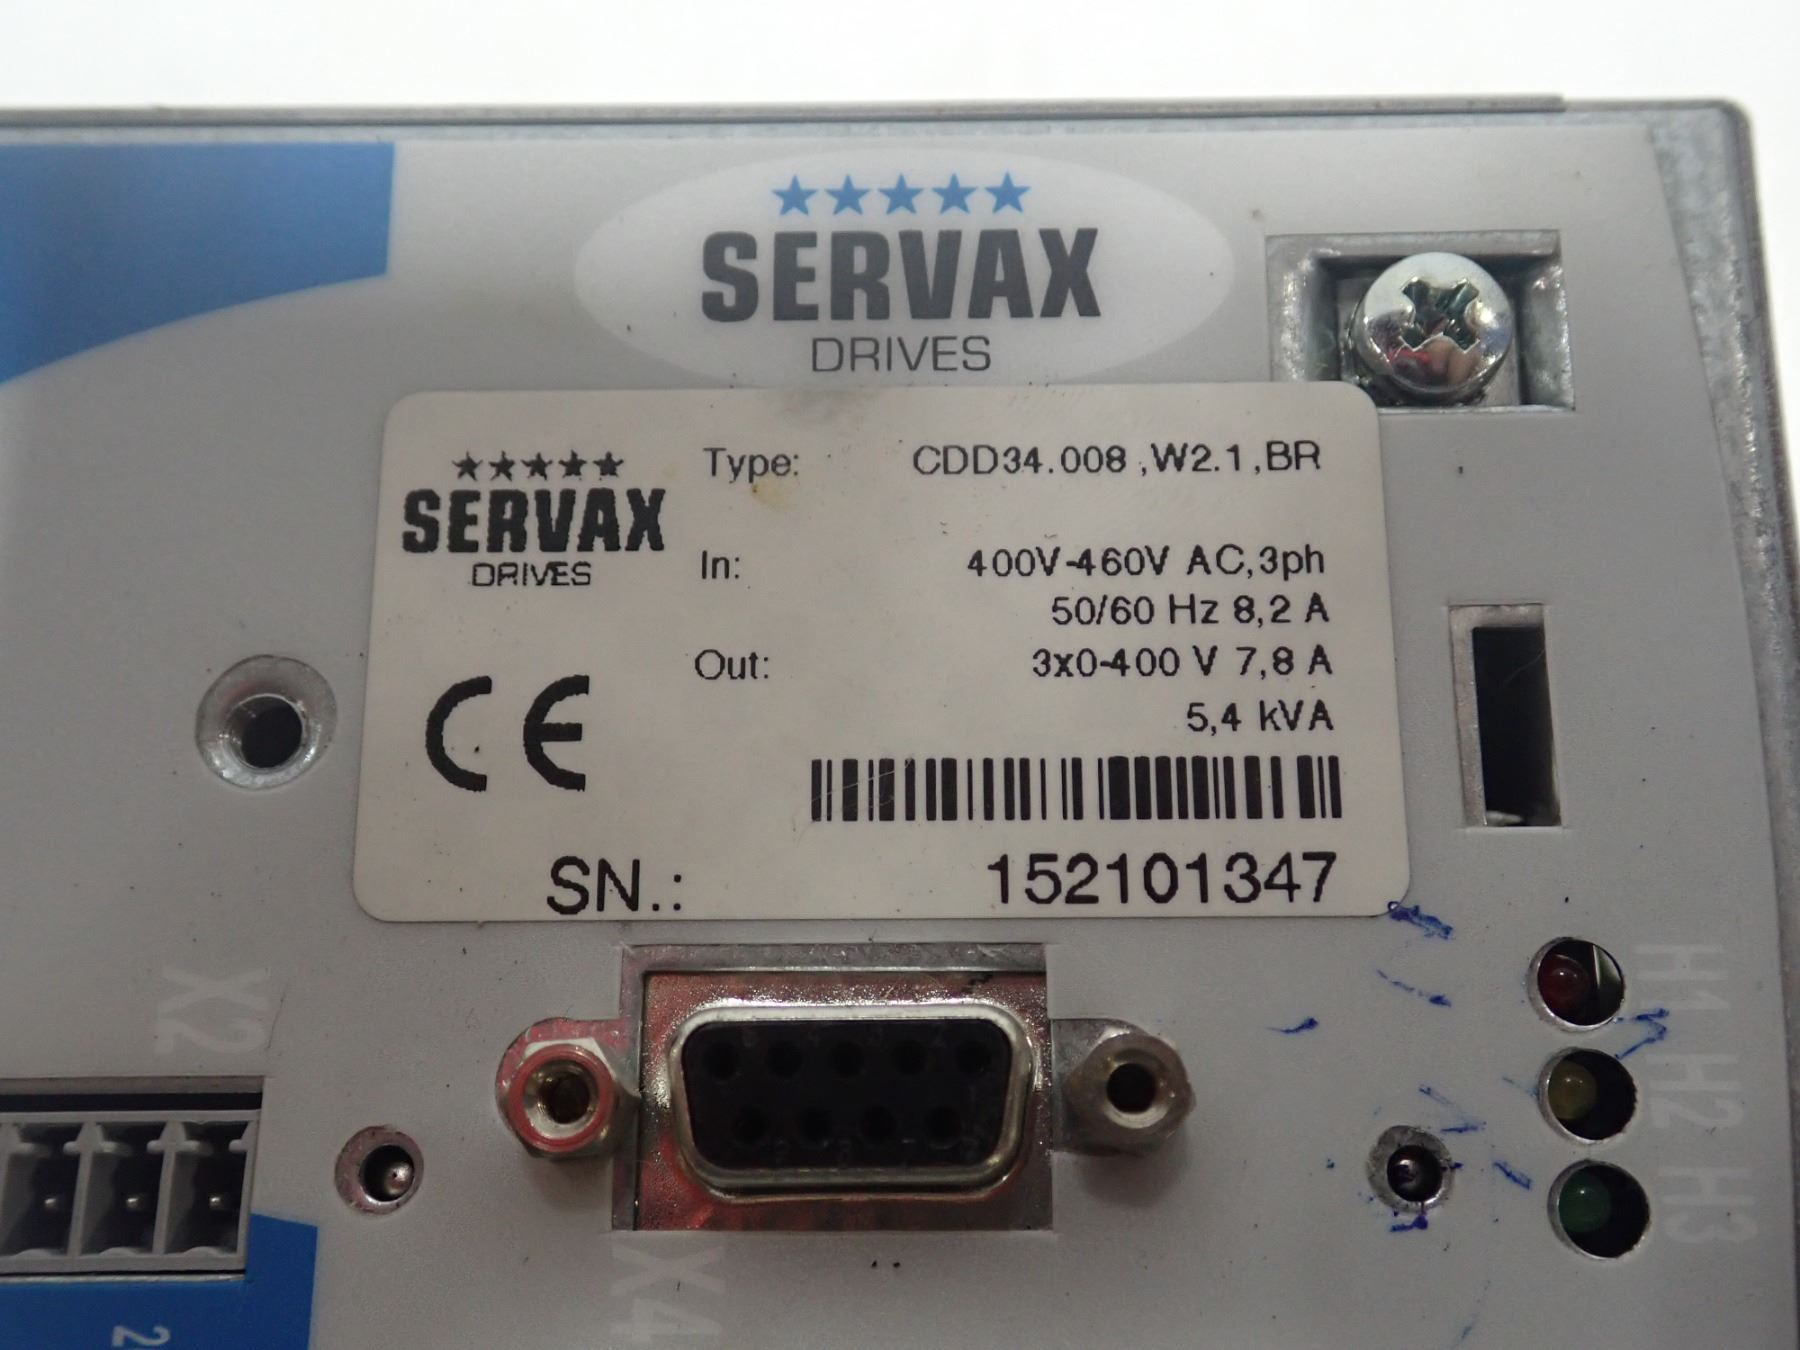 SERVAX
DRIVES
SERVAX
DRIVES
Type: CDD34.008,W2.1,BR
In: 400V-460V AC,3ph
50/60 Hz 8,2 A
Out: 3x0-400 V 7,8 A
5,4 kVA
CE
SN.: 152101347
X2
X4
H1 H2 H3